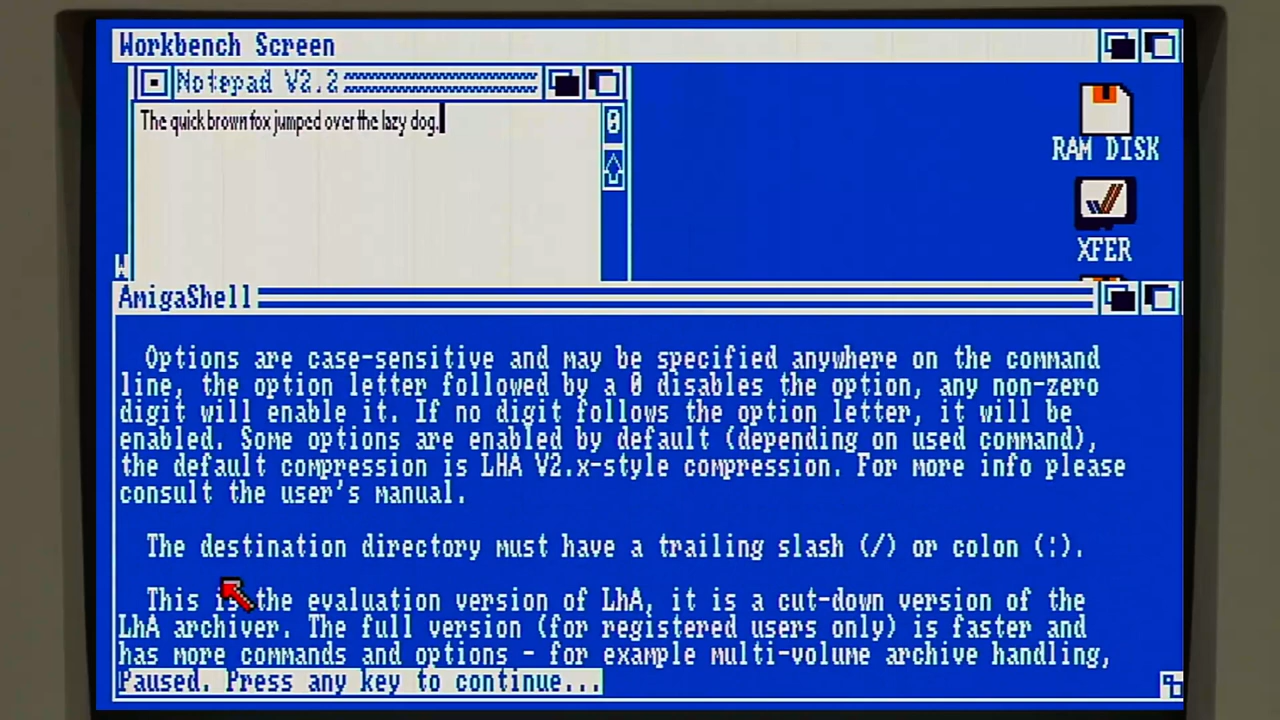 Workbench Screen
Notepad V2.2
The quick brown fox jumped over the lazy dog.
RAM DISK
XFER
W
AmigaShell
Options are case-sensitive and may be specified anywhere on the command
line, the option letter followed by a 0 disables the option, any non-zero
digit will enable it. If no digit follows the option letter, it will be
enabled. Some options are enabled by default (depending on used command),
the default compression is LHA V2.x-style compression. For more info please
consult the user's manual.
The destination directory must have a trailing slash (/) or colon (:).
This is the evaluation version of LhA, it is a cut-down version of the
LhA archiver. The full version (for registered users only) is faster and
has more commands and options - for example multi-volume archive handling,
Paused. Press any key to continue...